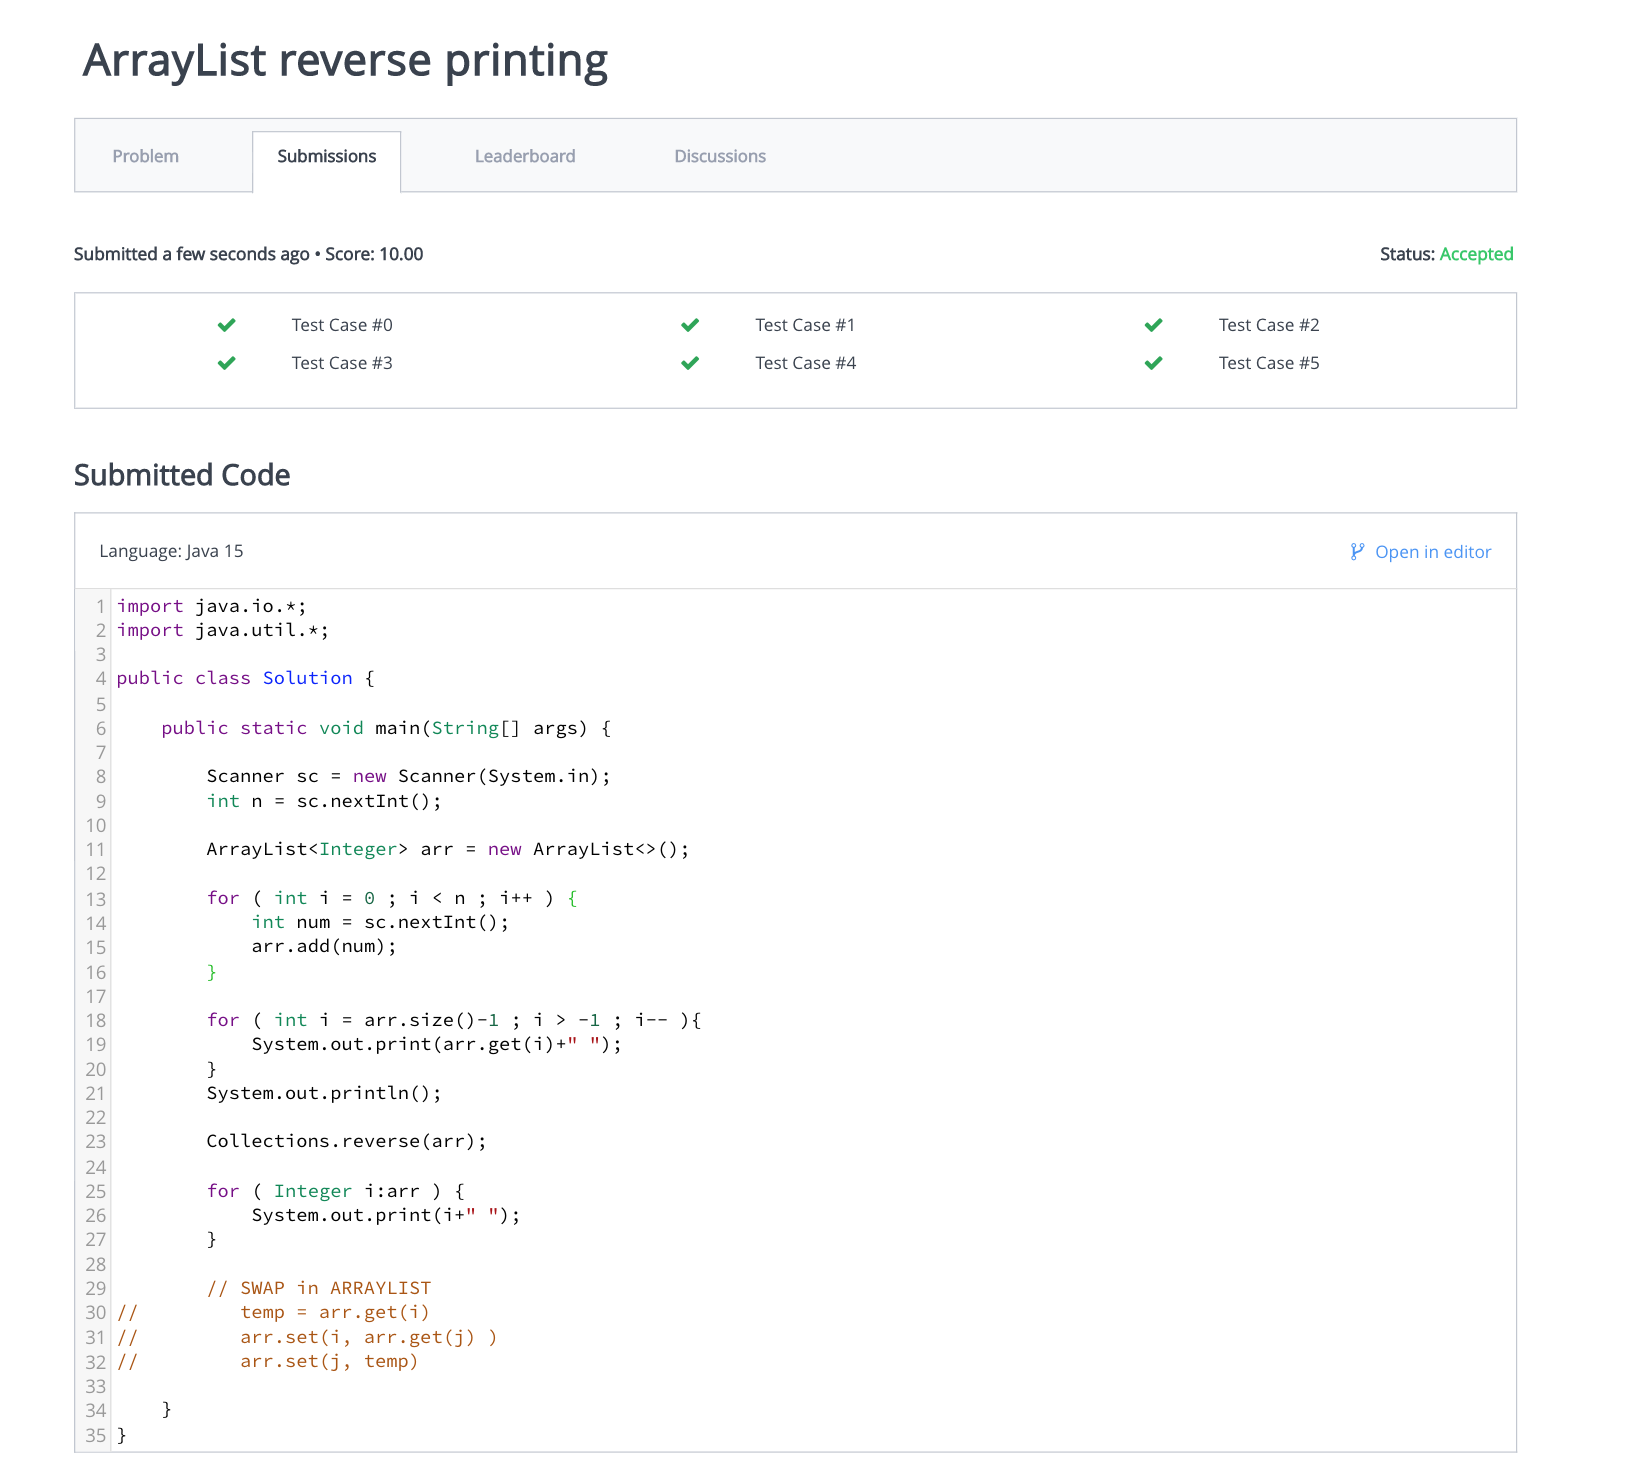 ArrayList reverse printing
Problem Submissions Leaderboard Discussions
Submitted a few seconds ago • Score: 10.00 Status: Accepted
Test Case #0 Test Case #1 Test Case #2
Test Case #3 Test Case #4 Test Case #5
Submitted Code
Language: Java 15 Open in editor
1 import java.io.*;
2 import java.util.*;
3
4 public class Solution {
5
6     public static void main(String[] args) {
7
8         Scanner sc = new Scanner(System.in);
9         int n = sc.nextInt();
10
11         ArrayList<Integer> arr = new ArrayList<>();
12
13         for ( int i = 0 ; i < n ; i++ ) {
14             int num = sc.nextInt();
15             arr.add(num);
16         }
17
18         for ( int i = arr.size()-1 ; i > -1 ; i-- ){
19             System.out.print(arr.get(i)+" ");
20         }
21         System.out.println();
22
23         Collections.reverse(arr);
24
25         for ( Integer i:arr ) {
26             System.out.print(i+" ");
27         }
28
29         // SWAP in ARRAYLIST
30 //         temp = arr.get(i)
31 //         arr.set(i, arr.get(j) )
32 //         arr.set(j, temp)
33
34     }
35 }